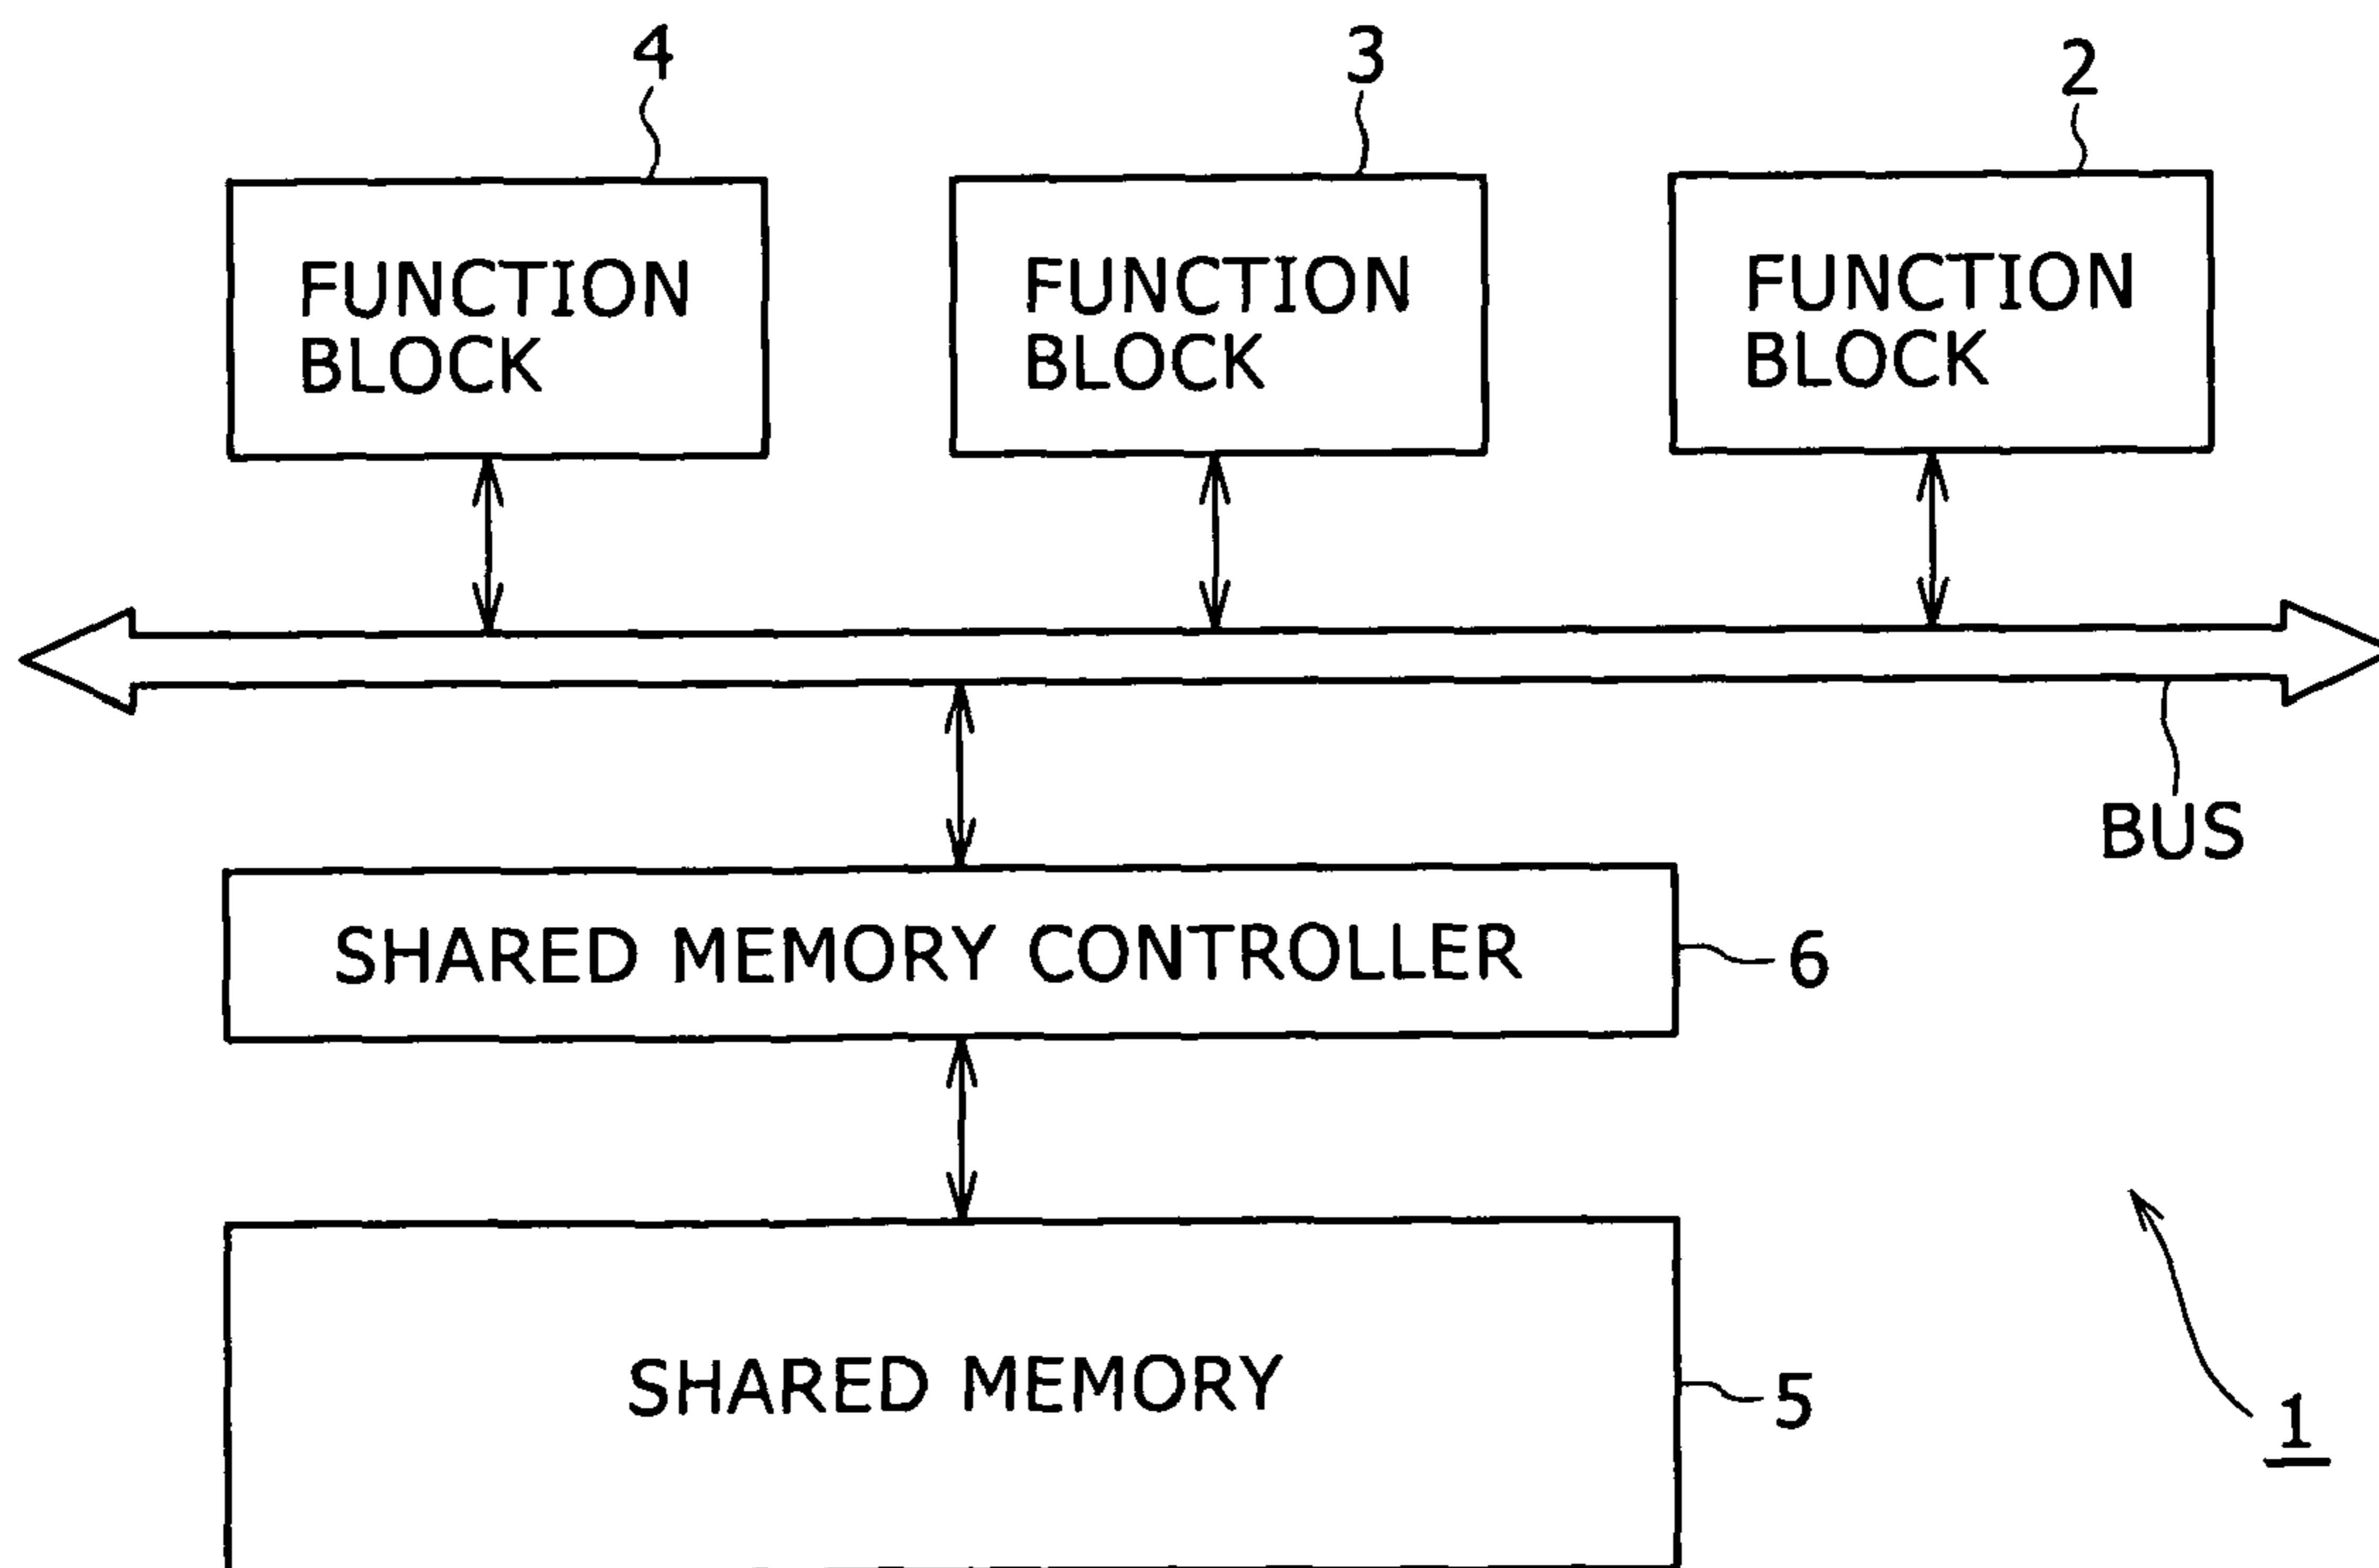 4
3
2
FUNCTION
BLOCK
FUNCTION
BLOCK
FUNCTION
BLOCK
BUS
SHARED MEMORY CONTROLLER
6
SHARED MEMORY
5
1